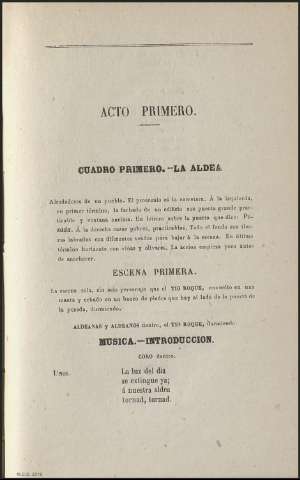 ACTO PRIMERO.
CUADRO PRIMERO.—LA ALDEA
Alrededores de un pueblo. El proscenio es la carretera. Á la izquierda,
en primer término, la fachada de un edificio con puerta grande prac-
ticable y ventana encima. Un letrero sobre la puerta que dice: Po-
sada. Á la derecha casas pobres, practicables. Todo el fondo son tie-
rras labradas con diferentes sendas para bajar á la escena. En último
término horizonte con viñas y olivares. La acción empieza poco antes
de anochecer.
ESCENA PRIMERA.
La escena sola, sin más personaje que el TIO ROQUE, envuelto en una
manta y echado en un banco de piedra que hay al lado de la puerta de
la posada, durmiendo.
ALDEANAS y ALDEANOS dentro, el TIO ROQUE, durmiendo.
MUSICA.—INTRODUCCION.
CORO dentro.
UNOS. La luz del dia
se extingue ya;
á nuestra aldea
tornad, tornad.